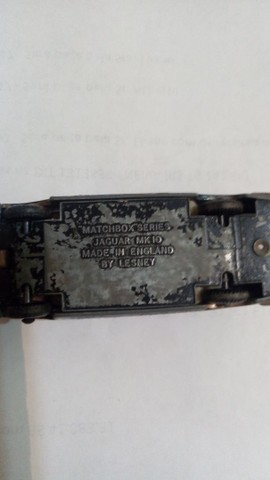 MATCHBOX SERIES
JAGUAR MK10
MADE IN ENGLAND
BY LESNEY